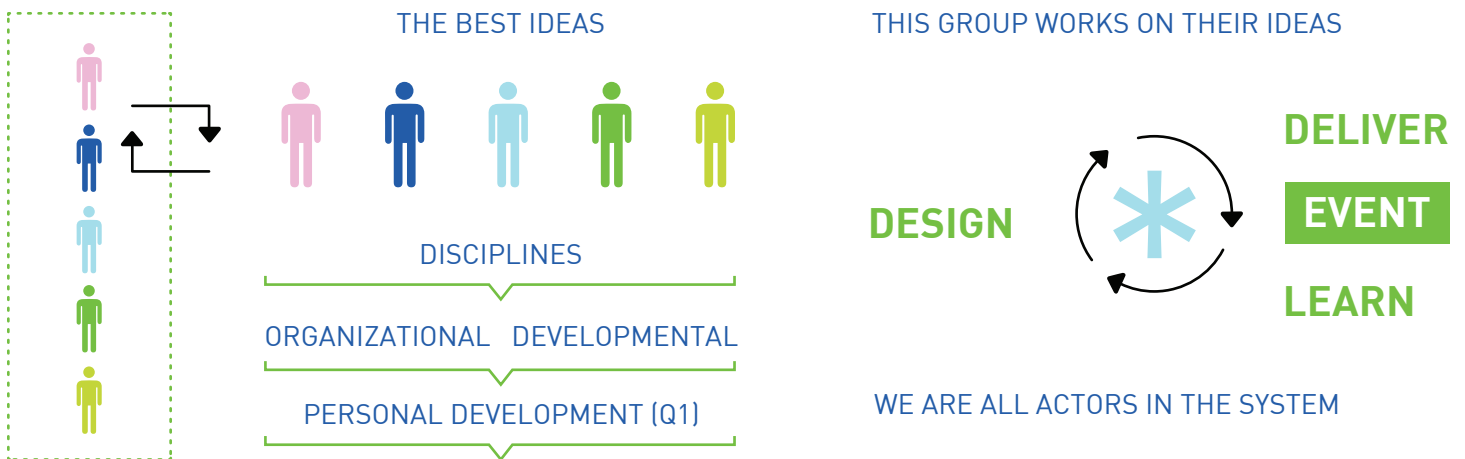 THE BEST IDEAS
DISCIPLINES
ORGANIZATIONAL DEVELOPMENTAL
PERSONAL DEVELOPMENT (Q1)
THIS GROUP WORKS ON THEIR IDEAS
DESIGN
DELIVER
EVENT
LEARN
WE ARE ALL ACTORS IN THE SYSTEM